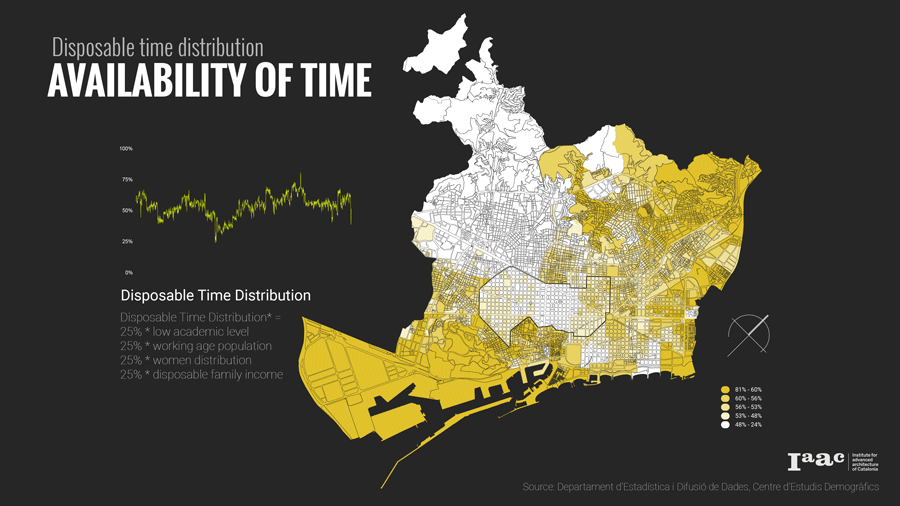 Disposable time distribution
AVAILABILITY OF TIME
100%
75%
50%
25%
0%
Disposable Time Distribution
Disposable Time Distribution* =
25% * low academic level
25% * working age population
25% * women distribution
25% * disposable family income
81% - 60%
60% - 56%
56% - 53%
53% - 48%
48% - 24%
Iaac
Institute for
advanced
architecture
of Catalonia
Source: Departament d'Estadística i Difusió de Dades, Centre d'Estudis Demogràfics